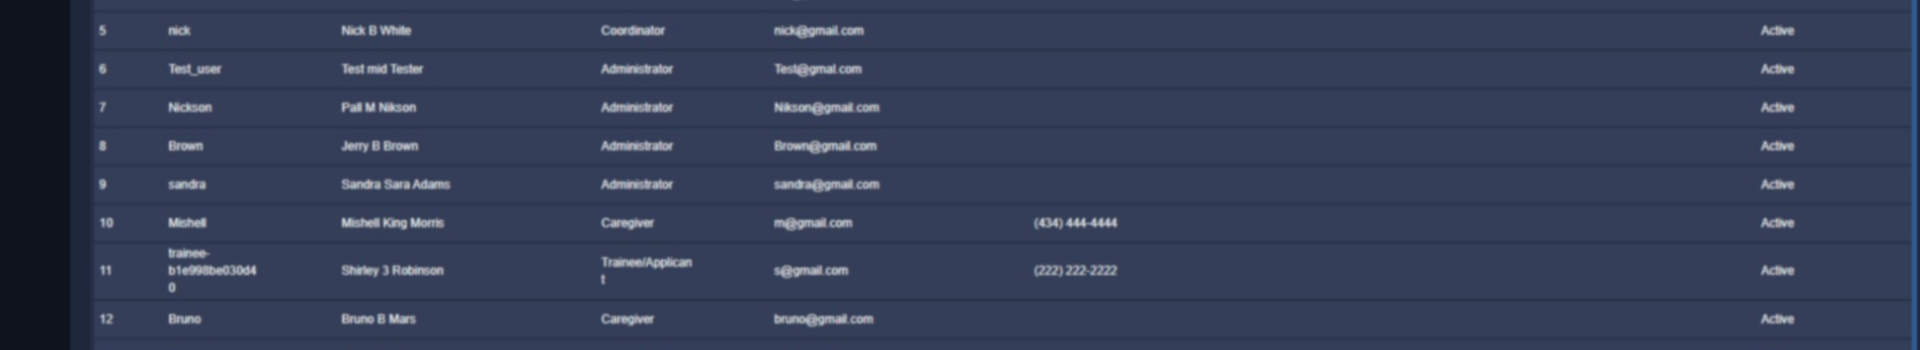 5 nick Nick B White Coordinator nick@gmail.com Active
6 Test_user Test mid Tester Administrator Test@gmal.com Active
7 Nickson Pall M Nikson Administrator Nikson@gmail.com Active
8 Brown Jerry B Brown Administrator Brown@gmail.com Active
9 sandra Sandra Sara Adams Administrator sandra@gmail.com Active
10 Mishell Mishell King Morris Caregiver m@gmail.com (434) 444-4444 Active
trainee-
11 b1e998be030d4 Shirley 3 Robinson Trainee/Applican s@gmail.com (222) 222-2222 Active
0 t
12 Bruno Bruno B Mars Caregiver bruno@gmail.com Active